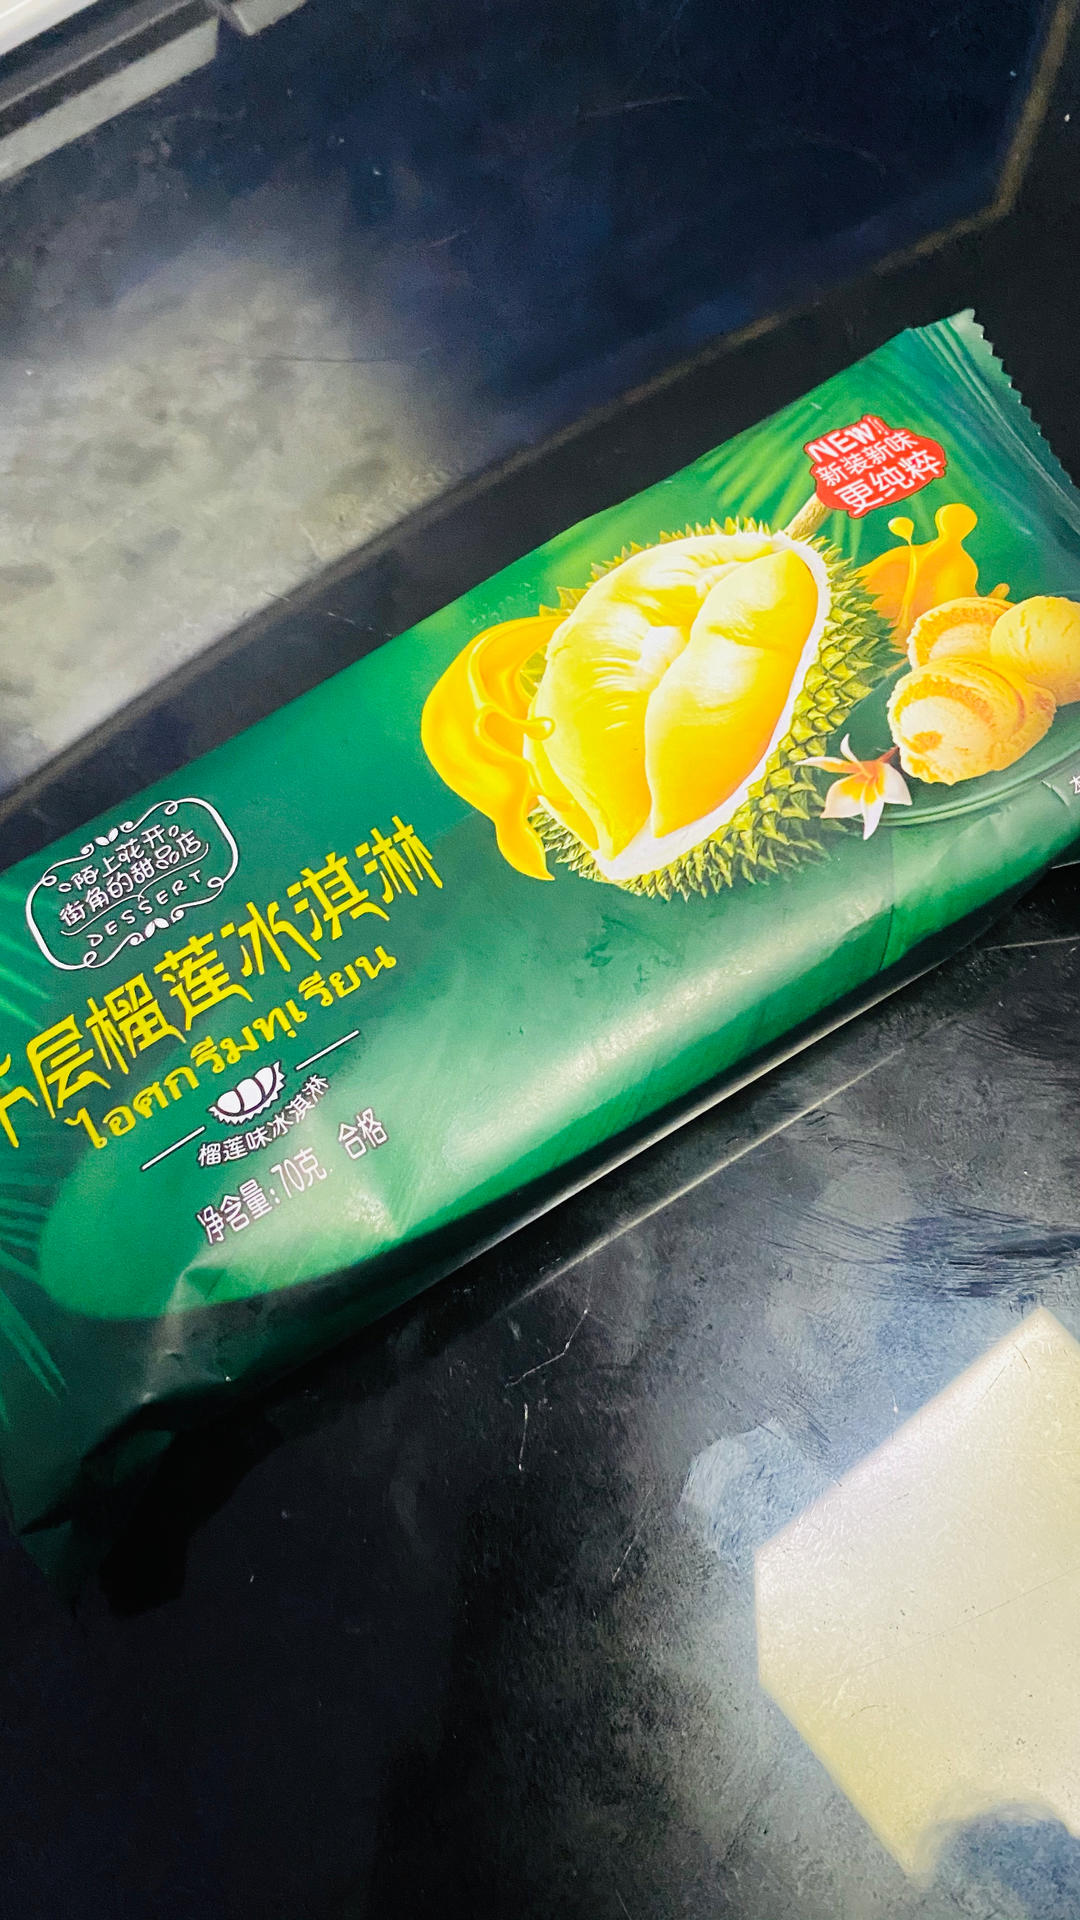 NEW
新装新味
更纯粹
陌上花开
街角的甜品店
DESSERT
千层榴莲冰淇淋
ไอศกรีมทุเรียน
榴莲味冰淇淋
净含量:70克 合格